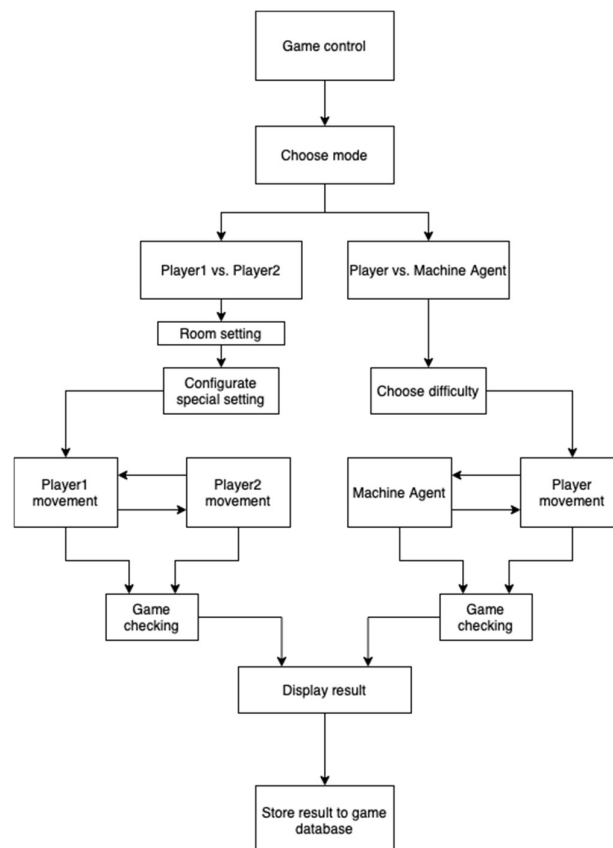 Game control
Choose mode
Player1 vs. Player2
Player vs. Machine Agent
Room setting
Configurate
special setting
Choose difficulty
Player1
movement
Player2
movement
Machine Agent
Player
movement
Game
checking
Game
checking
Display result
Store result to game
database